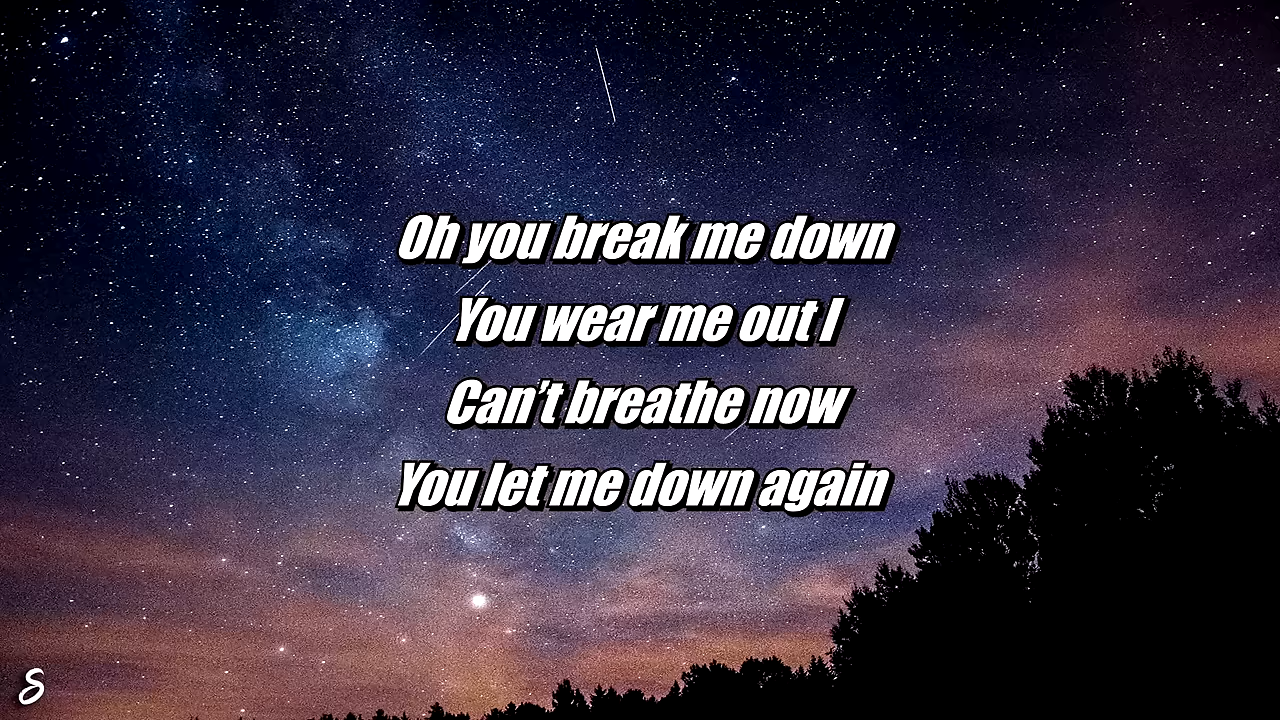 Oh you break me down
You wear me out I
Can't breathe now
You let me down again
S